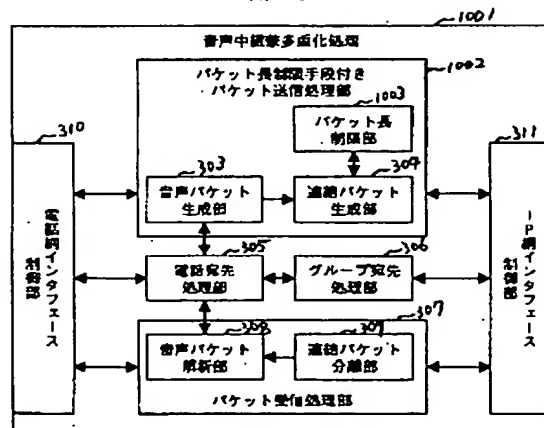 1001
音声中継兼多重化処理
パケット長制限手段付き
パケット送信処理部
1002
1003
パケット長
制限部
310
311
303
304
音声パケット
生成部
連結パケット
生成部
電話網インタフェース
制御部
IP網インタフェース
制御部
305
306
電話宛先
処理部
グループ宛先
処理部
307
308
309
音声パケット
解析部
連結パケット
分離部
パケット受信処理部